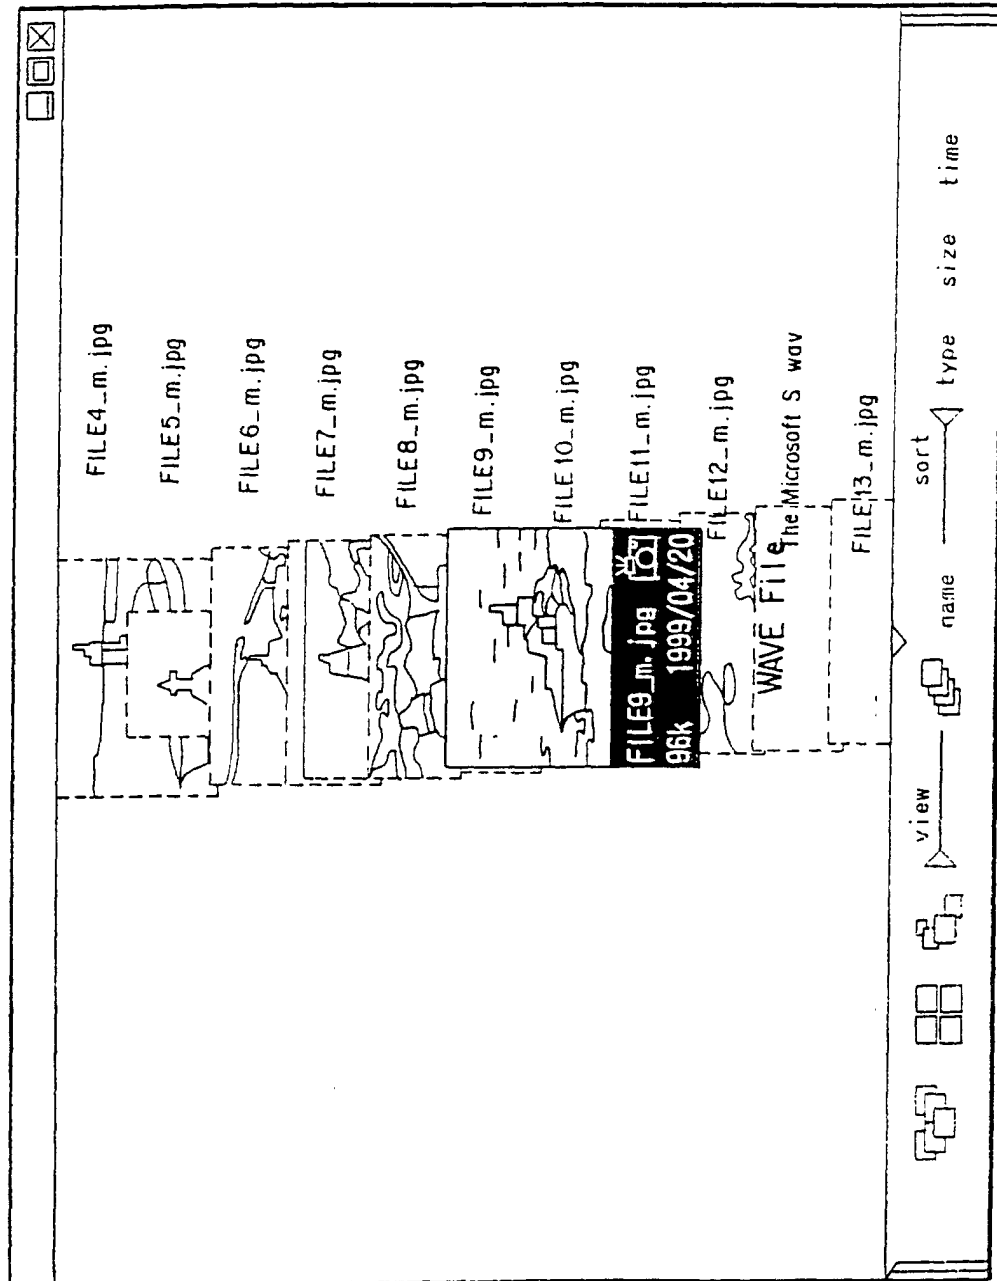 FILE4_m.jpg
FILE5_m.jpg
FILE6_m.jpg
FILE7_m.jpg
FILE8_m.jpg
FILE9_m.jpg
FILE10_m.jpg
FILE11_m.jpg
FILE12_m.jpg
The Microsoft S wav
FILE13_m.jpg
FILE9_m.jpg
96k 1999/04/20
WAVE File
view
sort
name type size time